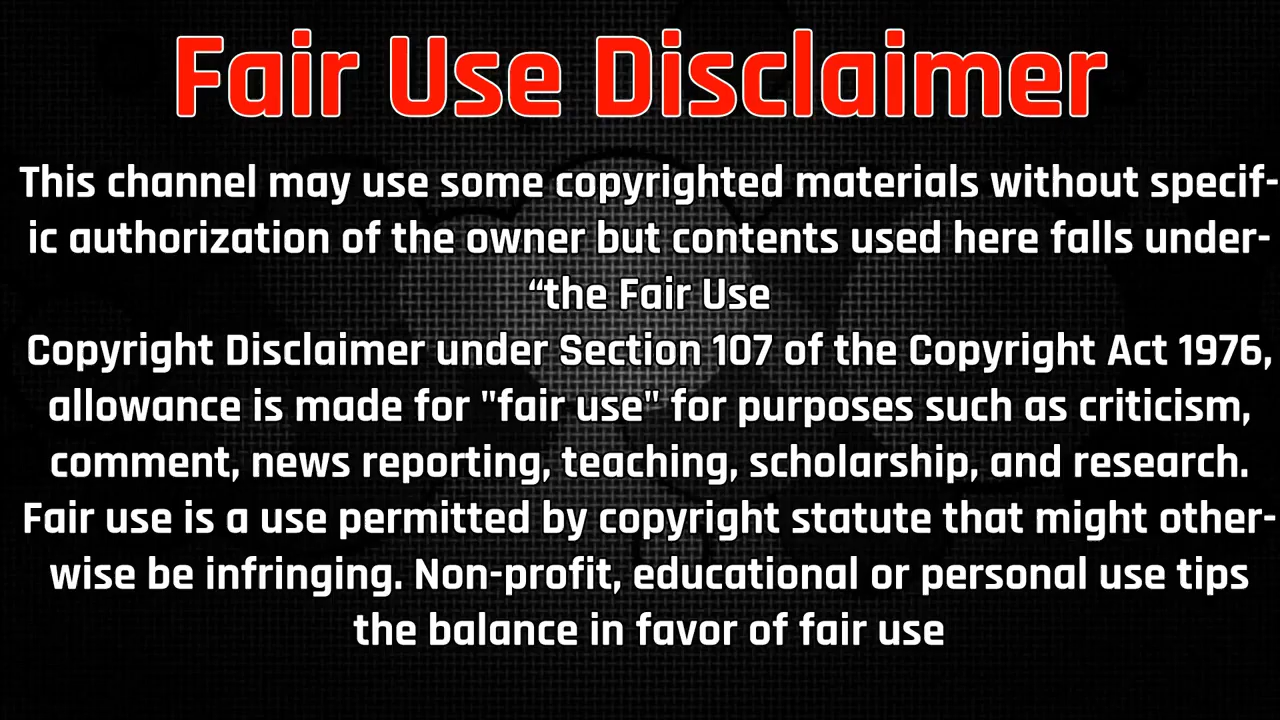 Fair Use Disclaimer
This channel may use some copyrighted materials without specif-
ic authorization of the owner but contents used here falls under-
“the Fair Use
Copyright Disclaimer under Section 107 of the Copyright Act 1976,
allowance is made for "fair use" for purposes such as criticism,
comment, news reporting, teaching, scholarship, and research.
Fair use is a use permitted by copyright statute that might other-
wise be infringing. Non-profit, educational or personal use tips
the balance in favor of fair use